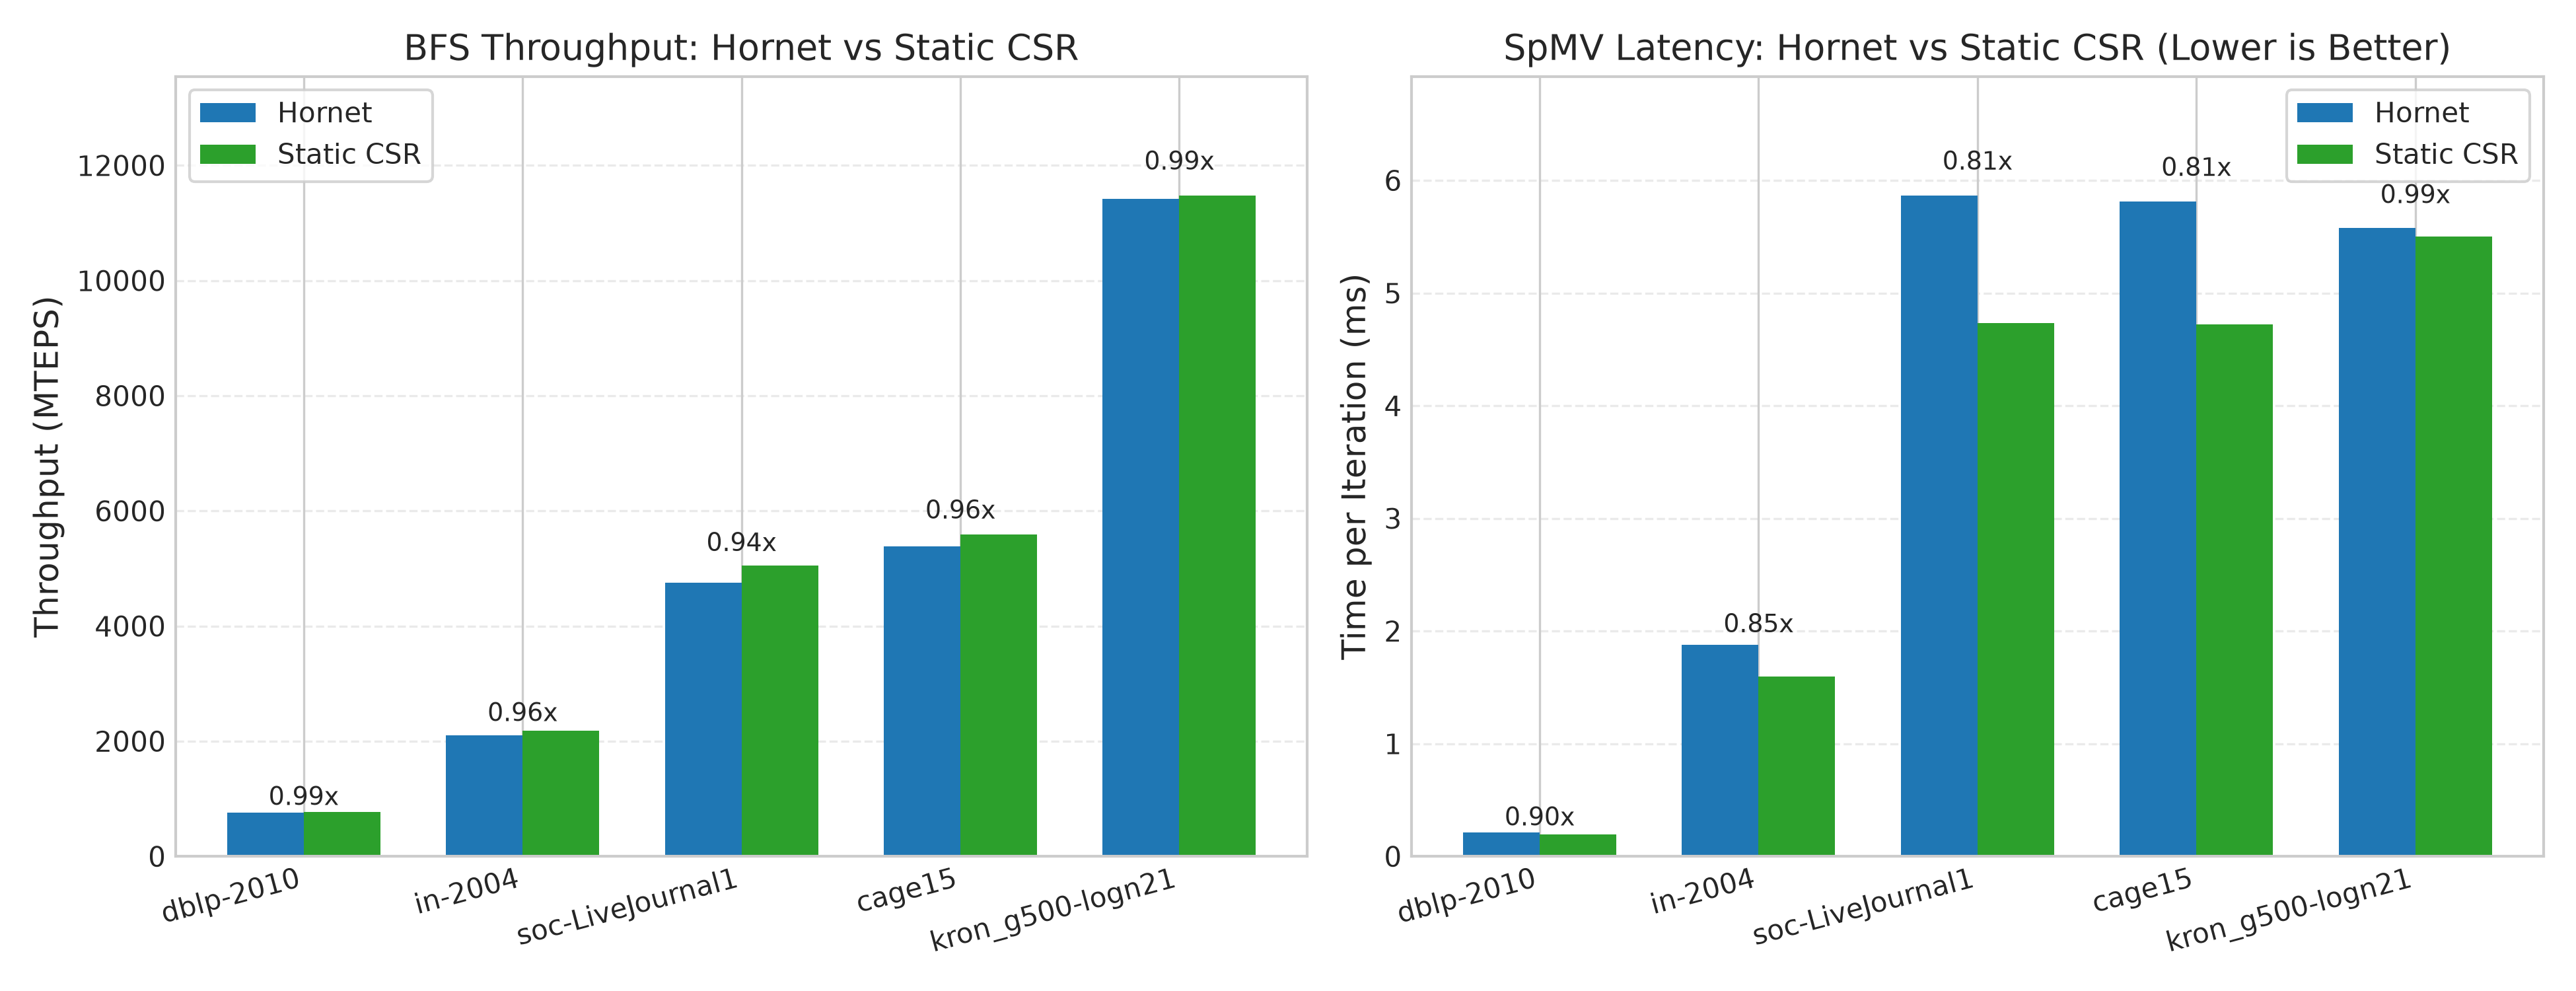 BFS Throughput: Hornet vs Static CSR
Hornet
Static CSR
Throughput (MTEPS)
12000
10000
8000
6000
4000
2000
0
0.99x
0.96x
0.94x
0.96x
0.99x
dblp-2010
in-2004
soc-LiveJournal1
cage15
kron_g500-logn21
SpMV Latency: Hornet vs Static CSR (Lower is Better)
Hornet
Static CSR
Time per Iteration (ms)
6
5
4
3
2
1
0
0.90x
0.85x
0.81x
0.81x
0.99x
dblp-2010
in-2004
soc-LiveJournal1
cage15
kron_g500-logn21